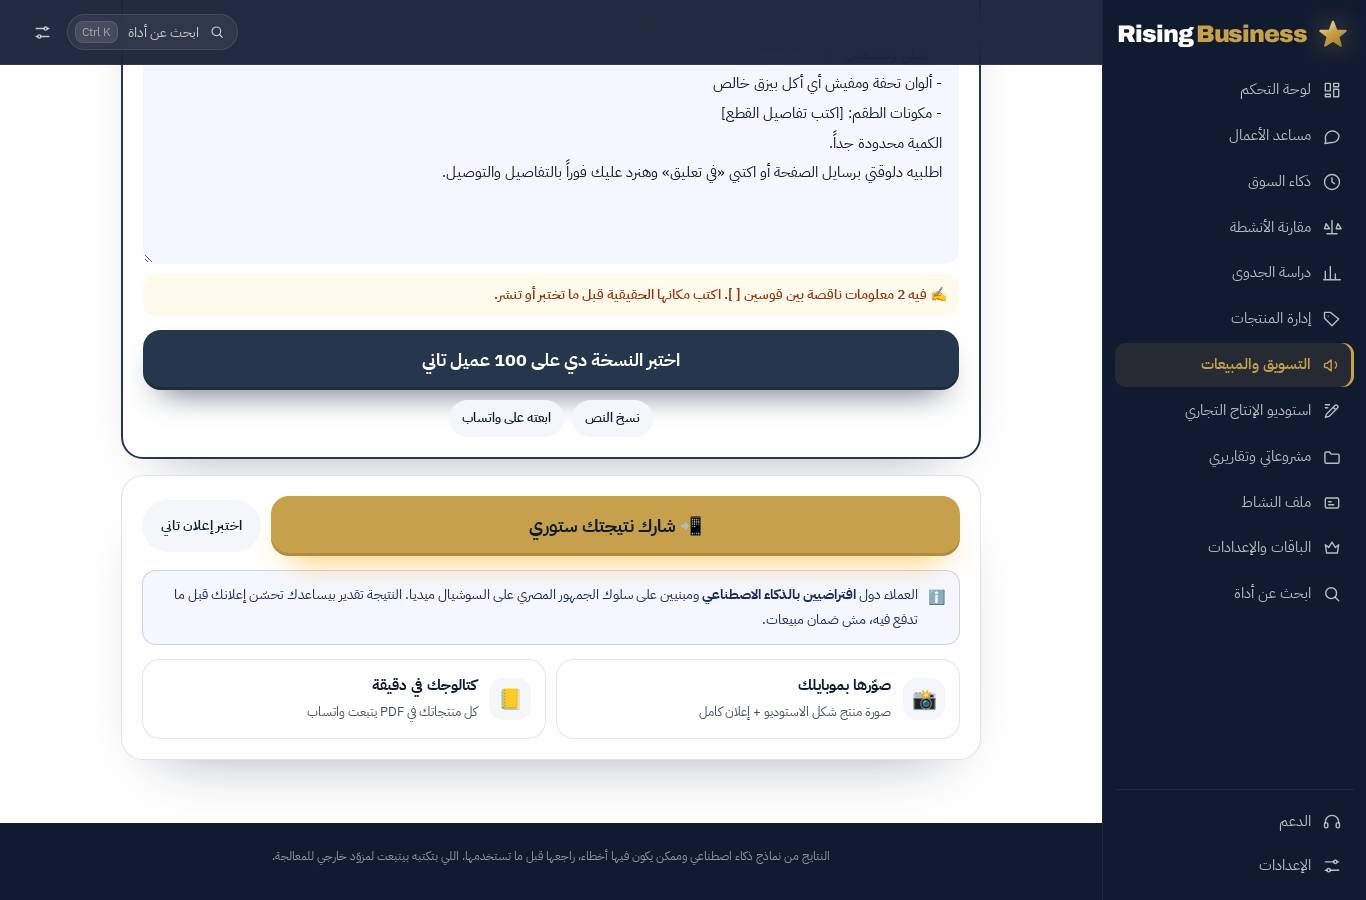 Rising Business
ابحث عن أداة
Ctrl K
لوحة التحكم
مساعد الأعمال
ذكاء السوق
مقارنة الأنشطة
دراسة الجدوى
إدارة المنتجات
التسويق والمبيعات
استوديو الإنتاج التجاري
مشروعاتي وتقاريري
ملف النشاط
الباقات والإعدادات
ابحث عن أداة
الدعم
الإعدادات
- ألوان تحفة ومفيش أي أكل بيزق خالص
- مكونات الطقم: [اكتب تفاصيل القطع]
الكمية محدودة جداً.
اطلبيه دلوقتي برسايل الصفحة أو اكتبي «في تعليق» وهنرد عليك فوراً بالتفاصيل والتوصيل.
✍️ فيه 2 معلومات ناقصة بين قوسين [ ]. اكتب مكانها الحقيقية قبل ما تختبر أو تنشر.
اختبر النسخة دي على 100 عميل تاني
نسخ النص
ابعته على واتساب
📲 شارك نتيجتك ستوري
اختبر إعلان تاني
ℹ️ العملاء دول افتراضيين بالذكاء الاصطناعي ومبنيين على سلوك الجمهور المصري على السوشيال ميديا. النتيجة تقدير بيساعدك تحسّن إعلانك قبل ما
تدفع فيه، مش ضمان مبيعات.
صوّرها بموبايلك
صورة منتج شكل الاستوديو + إعلان كامل
كتالوجك في دقيقة
كل منتجاتك في PDF يتبعت واتساب
النتايج من نماذج ذكاء اصطناعي وممكن يكون فيها أخطاء، راجعها قبل ما تستخدمها. اللي بتكتبه بيتبعت لمزوّد خارجي للمعالجة.